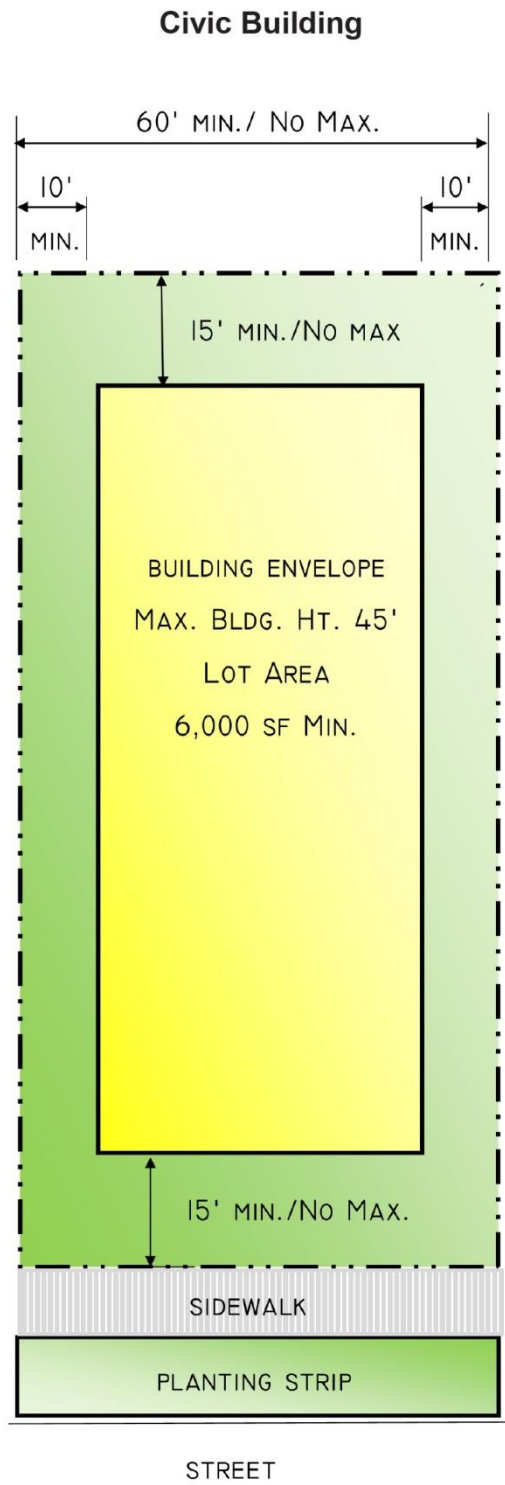 Civic Building
60' MIN./ NO MAX.
10'
MIN.
10'
MIN.
15' MIN./NO MAX
BUILDING ENVELOPE
MAX. BLDG. HT. 45'
LOT AREA
6,000 SF MIN.
15' MIN./NO MAX.
SIDEWALK
PLANTING STRIP
STREET